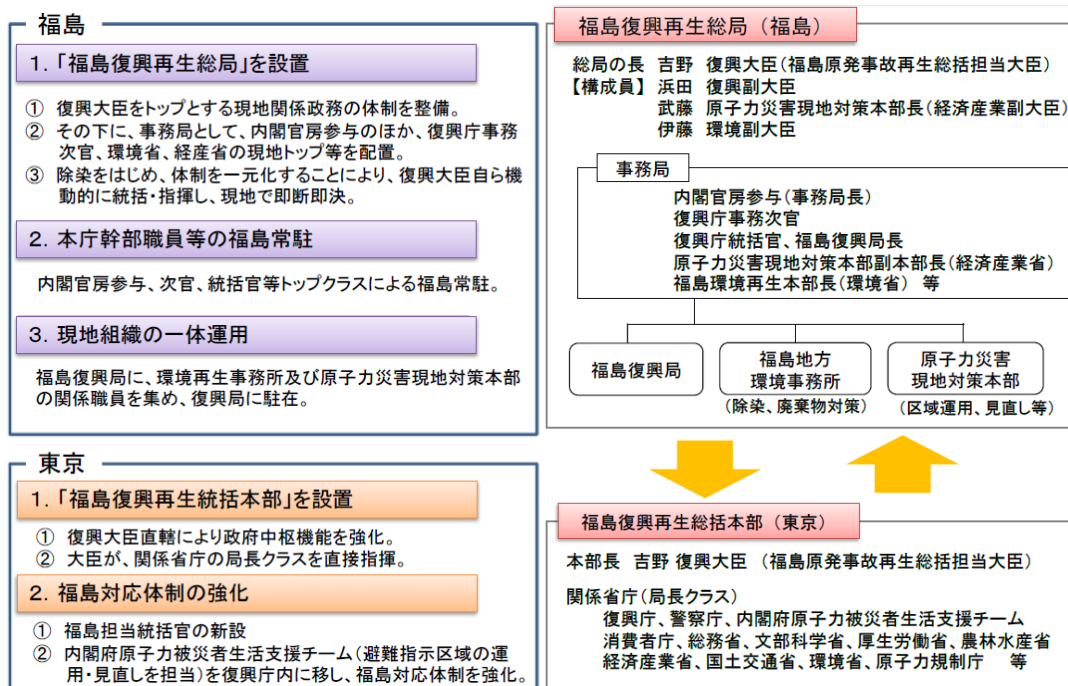 福島
1．「福島復興再生総局」を設置
① 復興大臣をトップとする現地関係政務の体制を整備。
② その下に、事務局として、内閣官房参与のほか、復興庁事務
次官、環境省、経産省の現地トップ等を配置。
③ 除染をはじめ、体制を一元化することにより、復興大臣自ら機
動的に統括・指揮し、現地で即断即決。
2．本庁幹部職員等の福島常駐
内閣官房参与、次官、統括官等トップクラスによる福島常駐。
3．現地組織の一体運用
福島復興局に、環境再生事務所及び原子力災害現地対策本部
の関係職員を集め、復興局に駐在。
東京
1．「福島復興再生統括本部」を設置
① 復興大臣直轄により政府中枢機能を強化。
② 大臣が、関係省庁の局長クラスを直接指揮。
2．福島対応体制の強化
① 福島担当統括官の新設
② 内閣府原子力被災者生活支援チーム（避難指示区域の運
用・見直しを担当）を復興庁内に移し、福島対応体制を強化。
福島復興再生総局（福島）
総局の長 吉野 復興大臣（福島原発事故再生総括担当大臣）
【構成員】 浜田 復興副大臣
武藤 原子力災害現地対策本部長（経済産業副大臣）
伊藤 環境副大臣
事務局
内閣官房参与（事務局長）
復興庁事務次官
復興庁統括官、福島復興局長
原子力災害現地対策本部副本部長（経済産業省）
福島環境再生本部長（環境省） 等
福島復興局
福島地方
環境事務所
（除染、廃棄物対策）
原子力災害
現地対策本部
（区域運用、見直し等）
福島復興再生総括本部（東京）
本部長 吉野 復興大臣 （福島原発事故再生総括担当大臣）
関係省庁（局長クラス）
復興庁、警察庁、内閣府原子力被災者生活支援チーム
消費者庁、総務省、文部科学省、厚生労働省、農林水産省
経済産業省、国土交通省、環境省、原子力規制庁 等